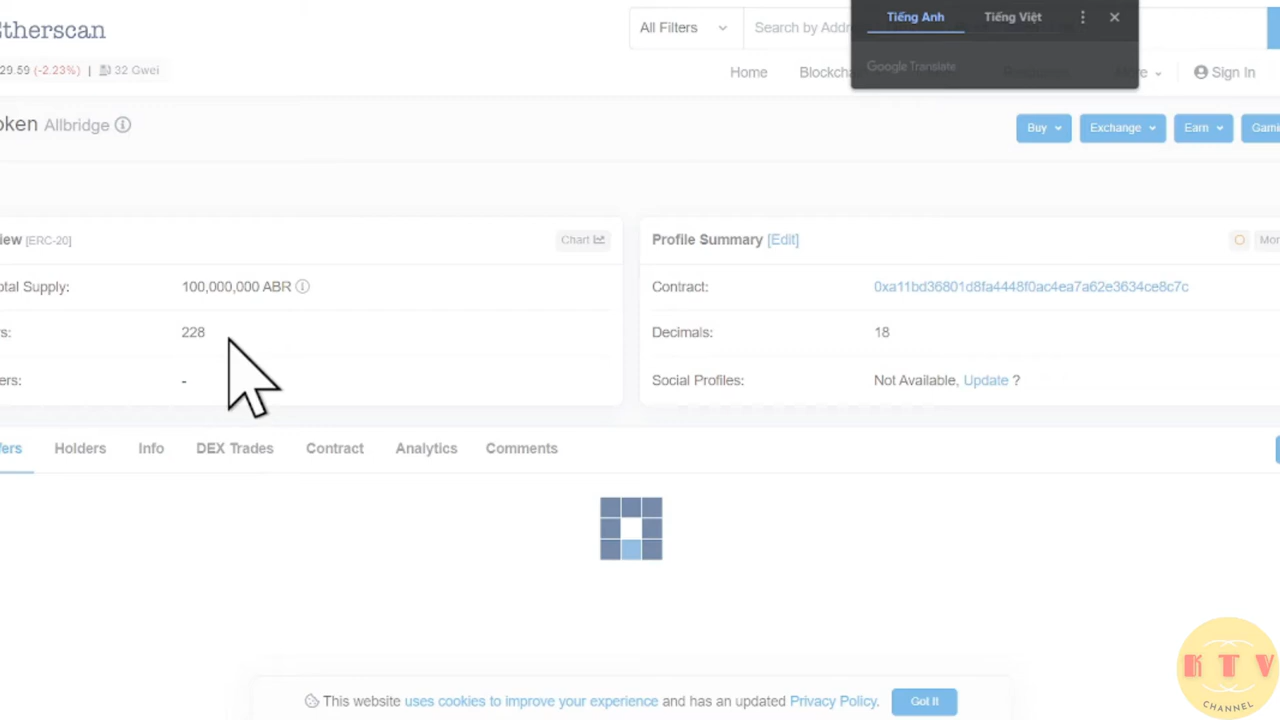 therscan
All Filters
Search by Addre
Tiếng Anh
Tiếng Việt
Google Translate
29.59 (-2.23%) | 32 Gwei
Home
Blockcha
More
Sign In
oken Allbridge
Buy
Exchange
Earn
Gami
iew [ERC-20]
Chart
Profile Summary [Edit]
Mor
otal Supply:
100,000,000 ABR
Contract:
0xa11bd36801d8fa4448f0ac4ea7a62e3634ce8c7c
s:
228
Decimals:
18
ers:
-
Social Profiles:
Not Available, Update ?
fers
Holders
Info
DEX Trades
Contract
Analytics
Comments
This website uses cookies to improve your experience and has an updated Privacy Policy.
Got It
KTV
CHANNEL